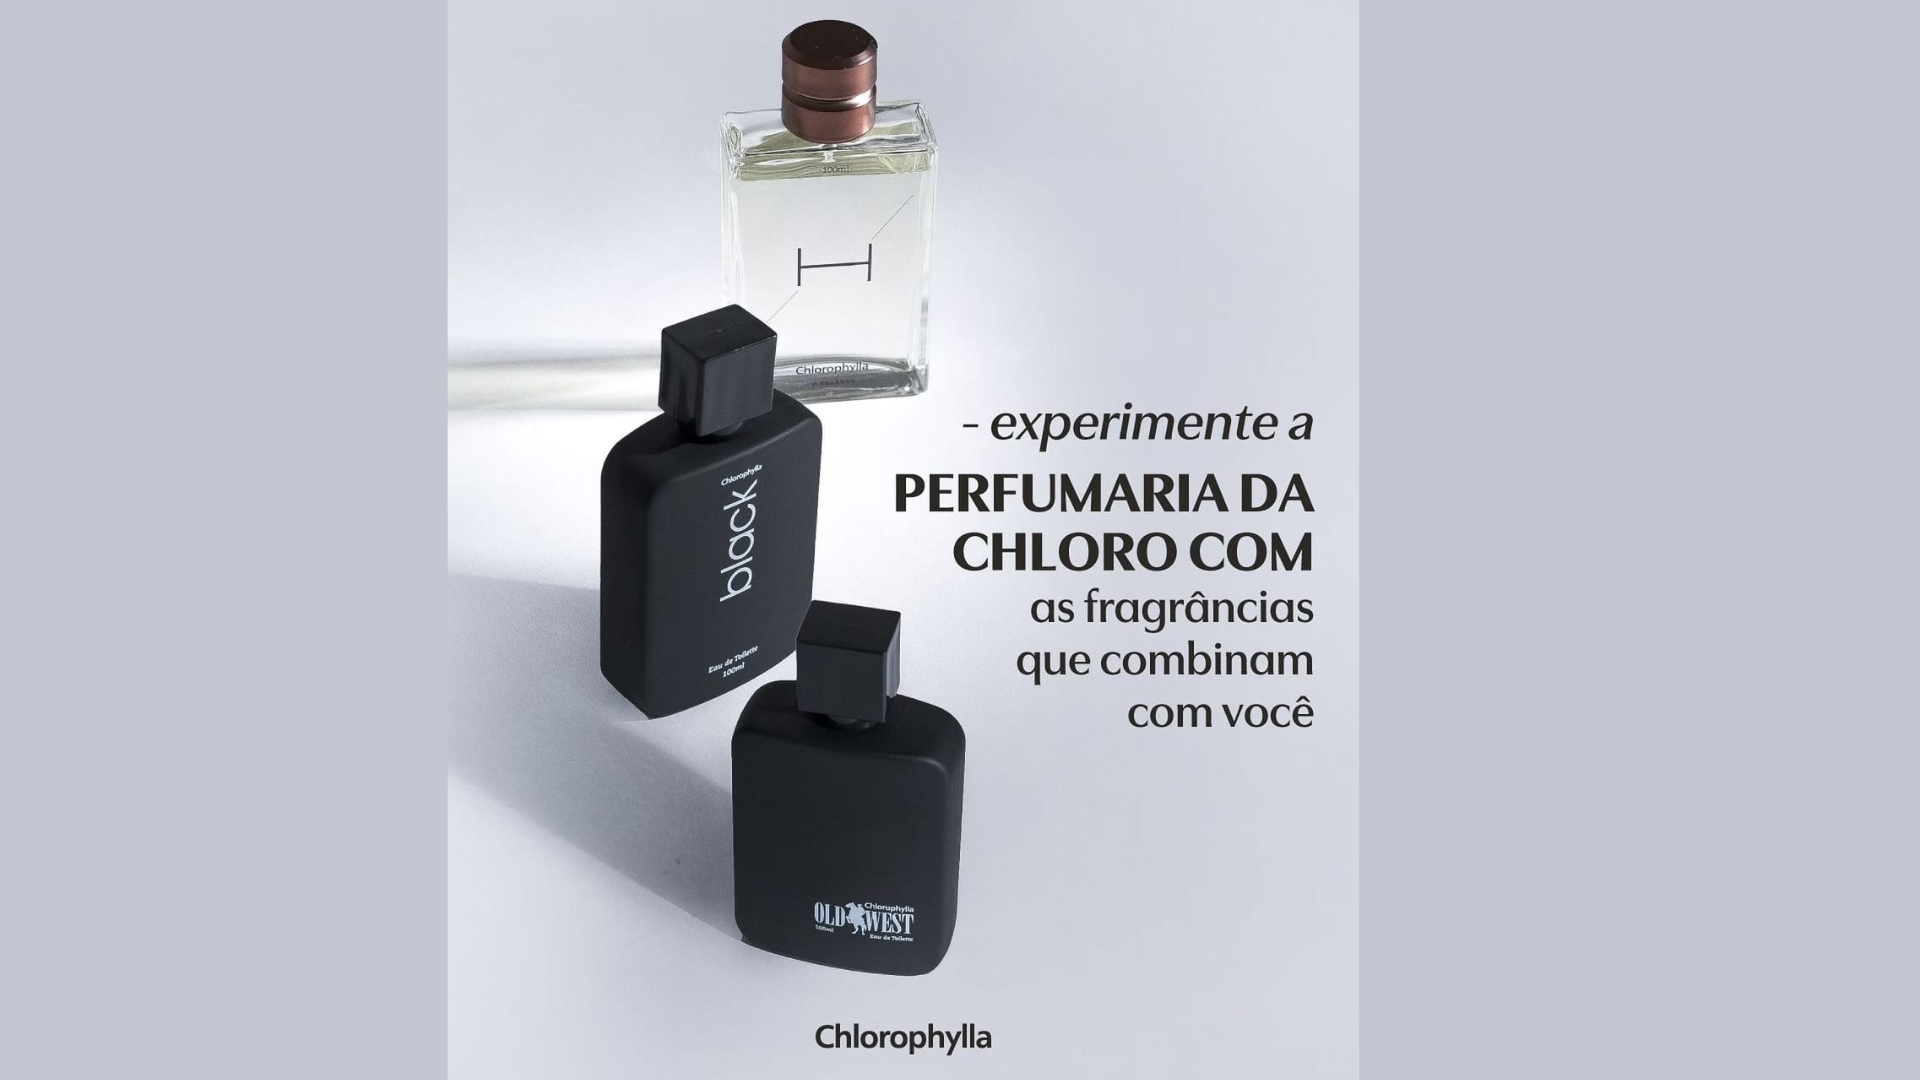 100ml
H
Chlorophylla
Chlorophylla
black
Eau de Toilette
100ml
- experimente a
PERFUMARIA DA
CHLORO COM
as fragrâncias
que combinam
com você
Chlorophylla
OLD WEST
100ml
Eau de Toilette
Chlorophylla